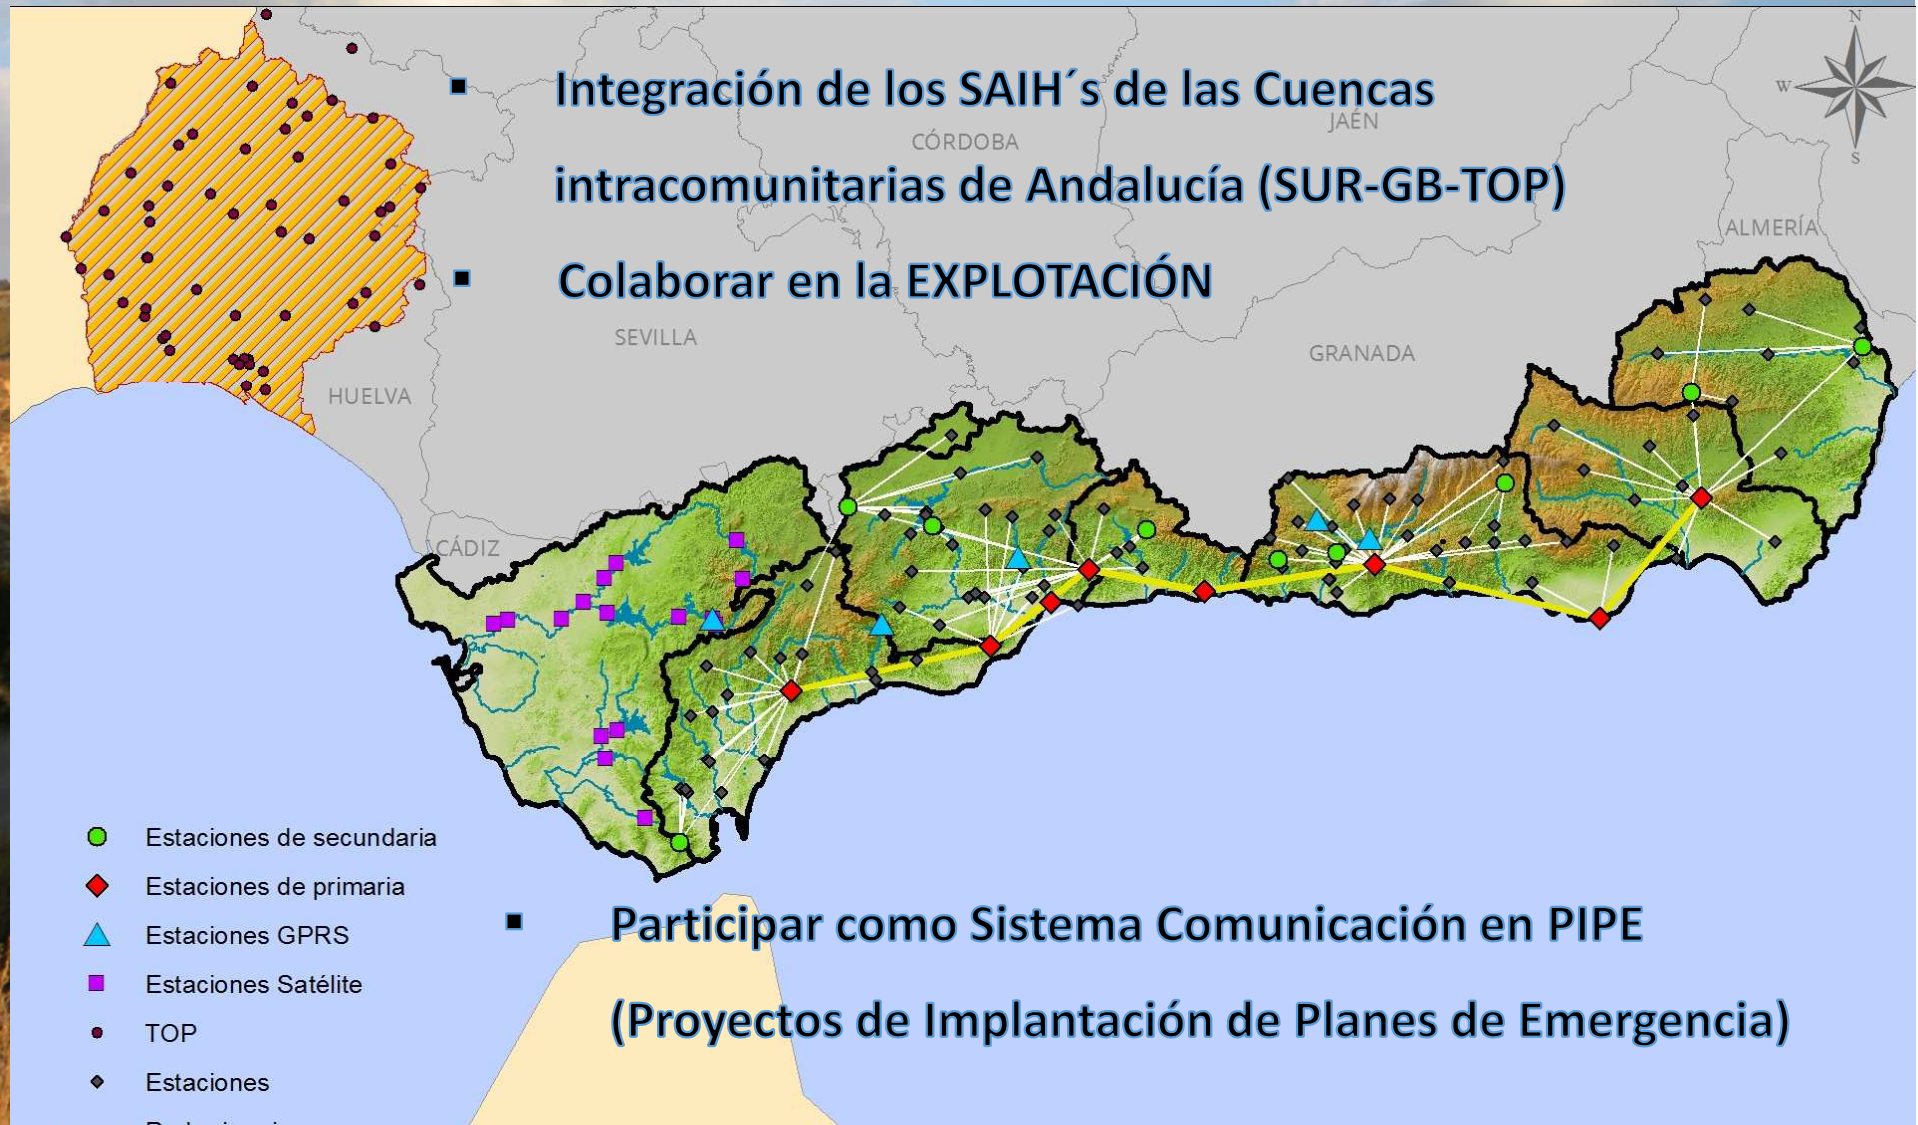 N
W
S
▪ Integración de los SAIH´s de las Cuencas
intracomunitarias de Andalucía (SUR-GB-TOP)
▪ Colaborar en la EXPLOTACIÓN
CÓRDOBA
JAÉN
ALMERÍA
SEVILLA
GRANADA
HUELVA
CÁDIZ
Estaciones de secundaria
Estaciones de primaria
Estaciones GPRS
Estaciones Satélite
TOP
Estaciones
▪ Participar como Sistema Comunicación en PIPE
(Proyectos de Implantación de Planes de Emergencia)